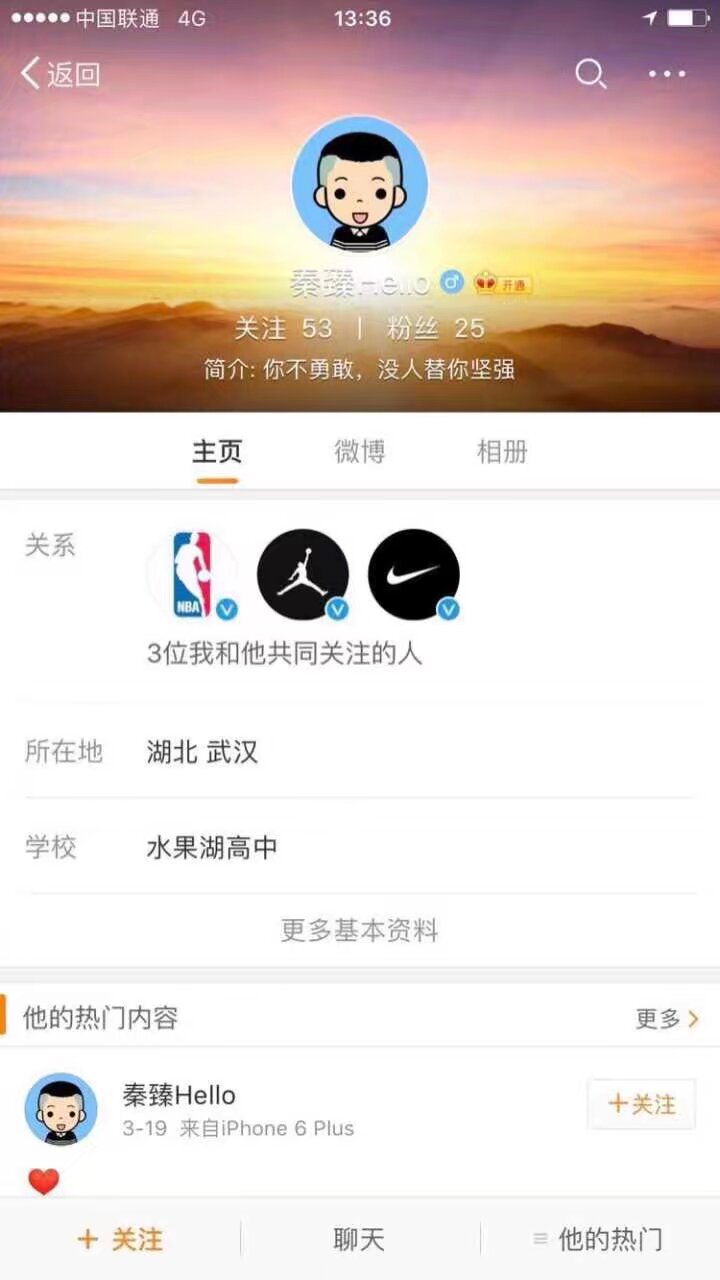 中国联通 4G 13:36
返回
秦臻Hello 开通
关注 53 | 粉丝 25
简介: 你不勇敢，没人替你坚强
主页 微博 相册
关系
NBA
3位我和他共同关注的人
所在地 湖北 武汉
学校 水果湖高中
更多基本资料
他的热门内容 更多
秦臻Hello
3-19 来自iPhone 6 Plus
+关注
+ 关注 聊天 他的热门